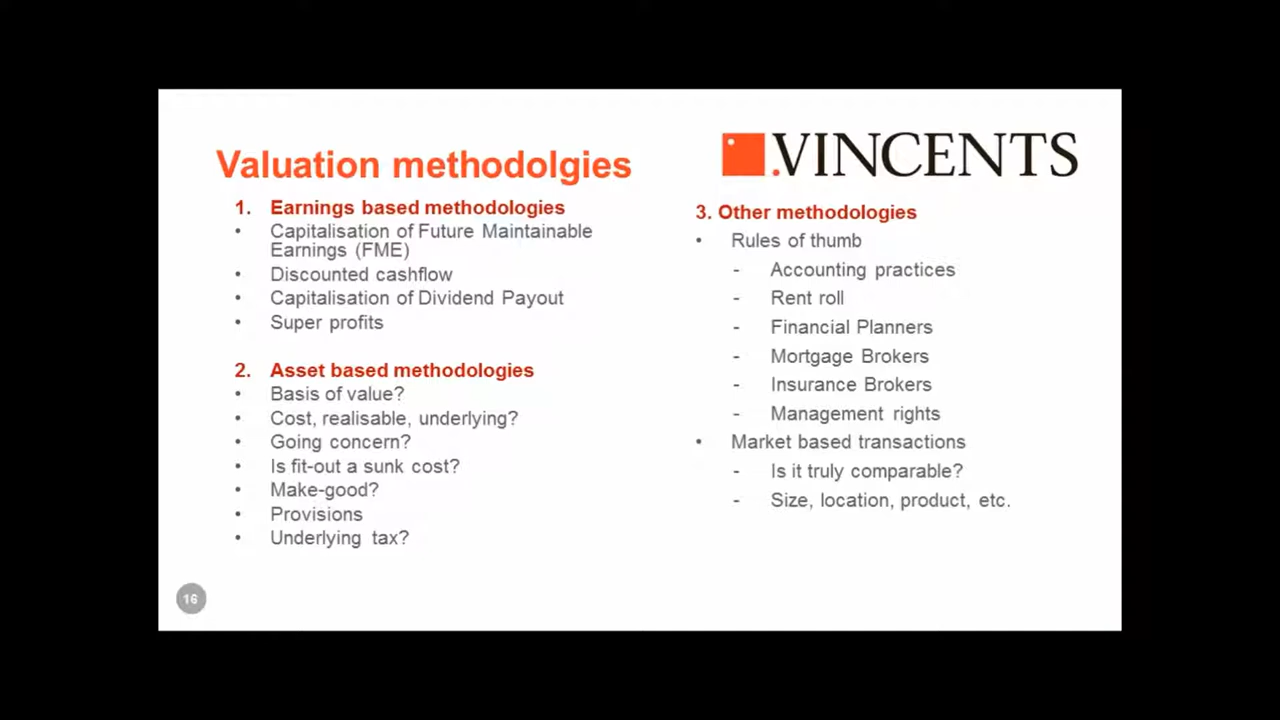 Valuation methodolgies
.VINCENTS
1. Earnings based methodologies
• Capitalisation of Future Maintainable
Earnings (FME)
• Discounted cashflow
• Capitalisation of Dividend Payout
• Super profits
2. Asset based methodologies
• Basis of value?
• Cost, realisable, underlying?
• Going concern?
• Is fit-out a sunk cost?
• Make-good?
• Provisions
• Underlying tax?
3. Other methodologies
• Rules of thumb
- Accounting practices
- Rent roll
- Financial Planners
- Mortgage Brokers
- Insurance Brokers
- Management rights
• Market based transactions
- Is it truly comparable?
- Size, location, product, etc.
16